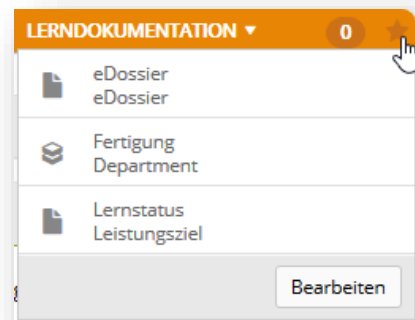 LERNDOKUMENTATION 0
eDossier
eDossier
Fertigung
Department
Lernstatus
Leistungsziel
Bearbeiten